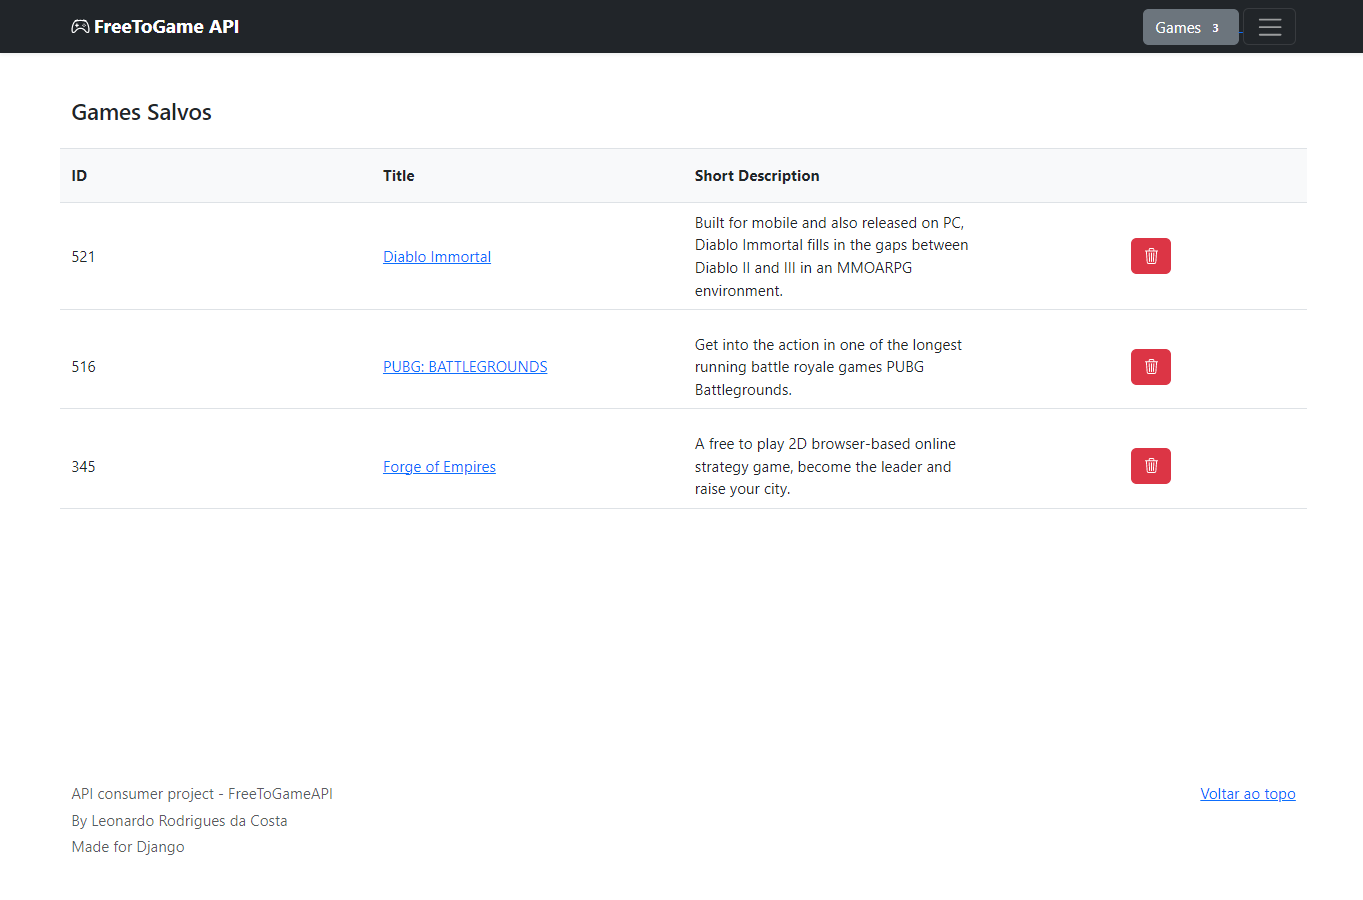 FreeToGame API
Games 3
Games Salvos
ID Title Short Description
521 Diablo Immortal Built for mobile and also released on PC,
Diablo Immortal fills in the gaps between
Diablo II and III in an MMOARPG
environment.
516 PUBG: BATTLEGROUNDS Get into the action in one of the longest
running battle royale games PUBG
Battlegrounds.
345 Forge of Empires A free to play 2D browser-based online
strategy game, become the leader and
raise your city.
API consumer project - FreeToGameAPI
Voltar ao topo
By Leonardo Rodrigues da Costa
Made for Django